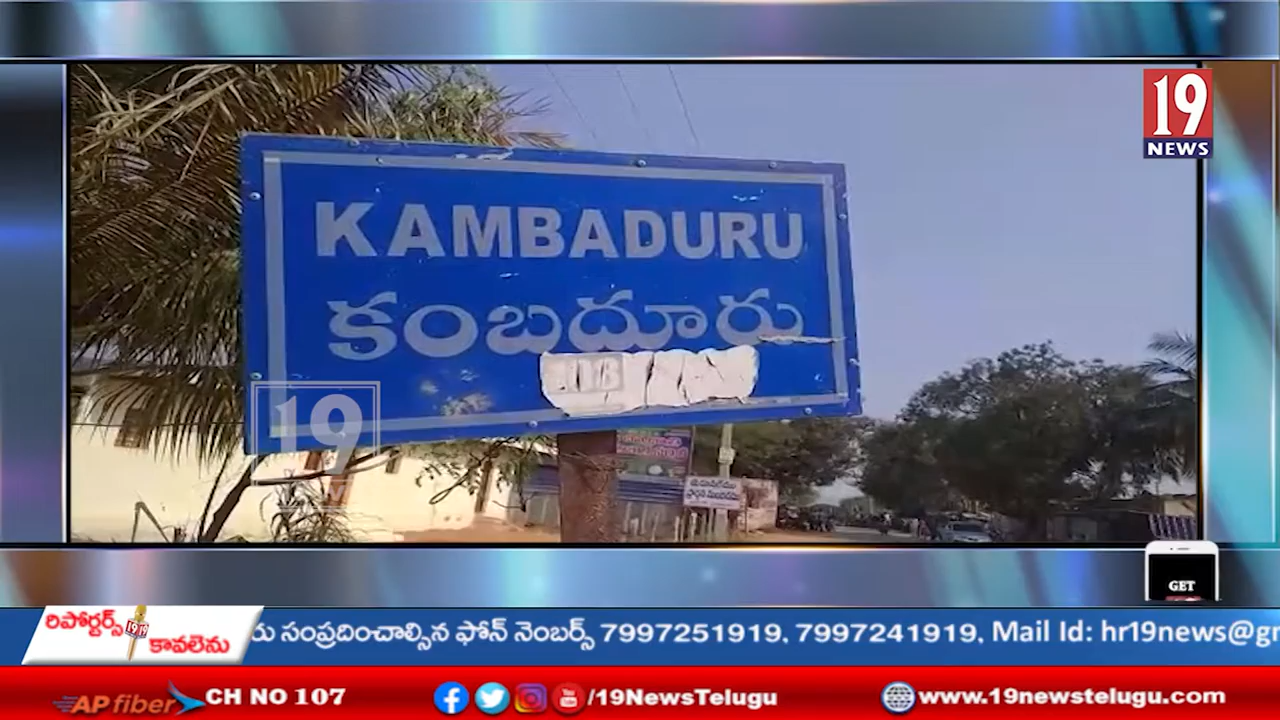 19
NEWS
KAMBADURU
కంబదూరు
19
GET
రిపోర్టర్స్
కావలెను
రు సంప్రదించాల్సిన ఫోన్ నెంబర్స్ 7997251919, 7997241919, Mail Id: hr19news@gr
AP fiber CH NO 107
/19NewsTelugu
www.19newstelugu.com